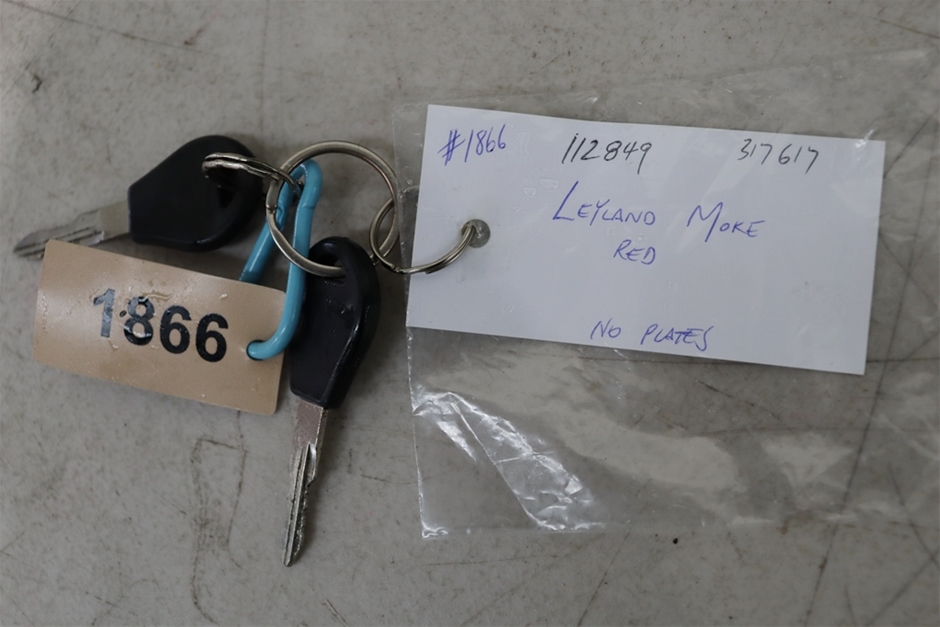 #1866 112849 317617
LEYLAND MOKE
RED
NO PLATES
1866